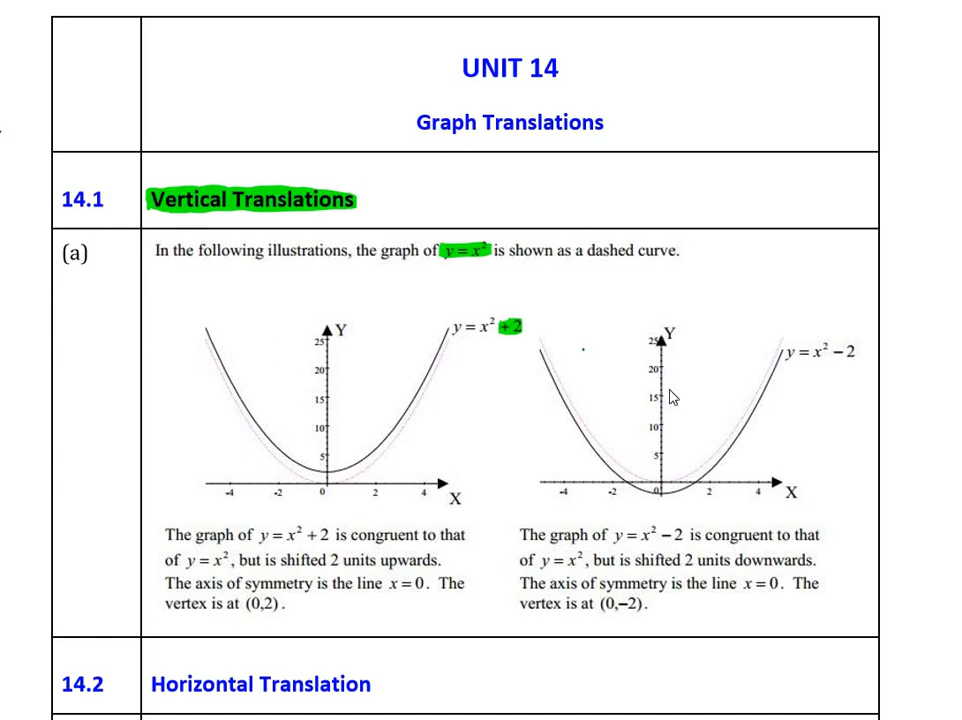 UNIT 14
Graph Translations
14.1 Vertical Translations
(a) In the following illustrations, the graph of y = x² is shown as a dashed curve.
Y
y = x² + 2
25
20
15
10
5
-4 -2 0 2 4 X
Y
y = x² – 2
25
20
15
10
5
-4 -2 0 2 4 X
The graph of y = x² + 2 is congruent to that
of y = x², but is shifted 2 units upwards.
The axis of symmetry is the line x = 0. The
vertex is at (0,2).
The graph of y = x² – 2 is congruent to that
of y = x², but is shifted 2 units downwards.
The axis of symmetry is the line x = 0. The
vertex is at (0,–2).
14.2 Horizontal Translation